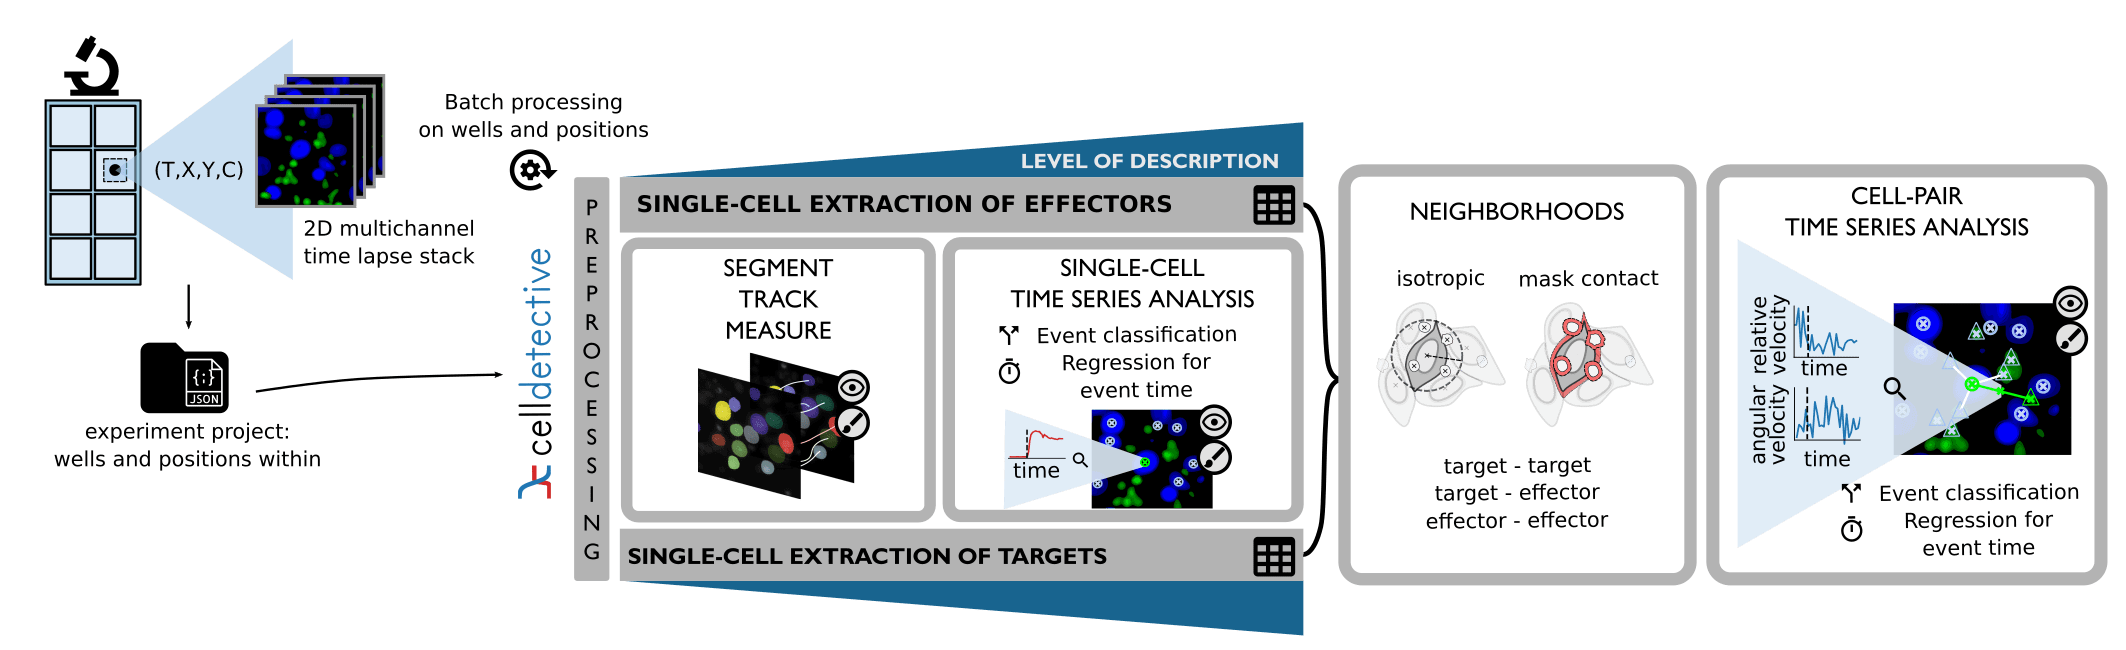 (T,X,Y,C)
2D multichannel
time lapse stack
{;}
JSON
experiment project:
wells and positions within
Batch processing
on wells and positions
celldetective
PREPROCESSING
LEVEL OF DESCRIPTION
SINGLE-CELL EXTRACTION OF EFFECTORS
SEGMENT
TRACK
MEASURE
SINGLE-CELL
TIME SERIES ANALYSIS
Event classification
Regression for
event time
time
SINGLE-CELL EXTRACTION OF TARGETS
NEIGHBORHOODS
isotropic
mask contact
target - target
target - effector
effector - effector
CELL-PAIR
TIME SERIES ANALYSIS
relative
velocity
time
angular
velocity
time
Event classification
Regression for
event time